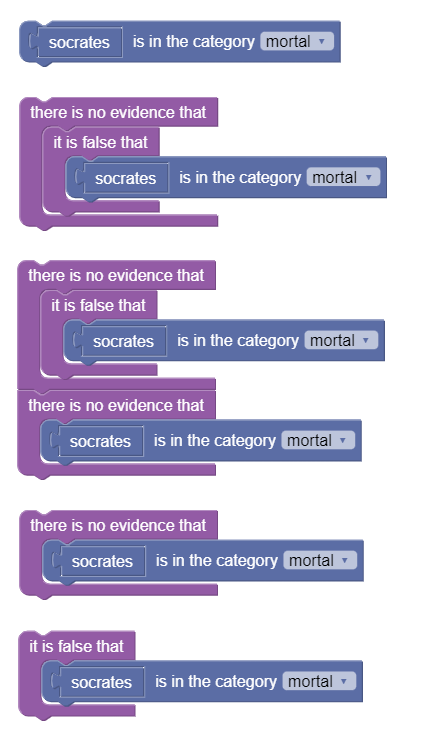 socrates is in the category mortal
there is no evidence that
it is false that
socrates is in the category mortal
there is no evidence that
it is false that
socrates is in the category mortal
there is no evidence that
socrates is in the category mortal
there is no evidence that
socrates is in the category mortal
it is false that
socrates is in the category mortal